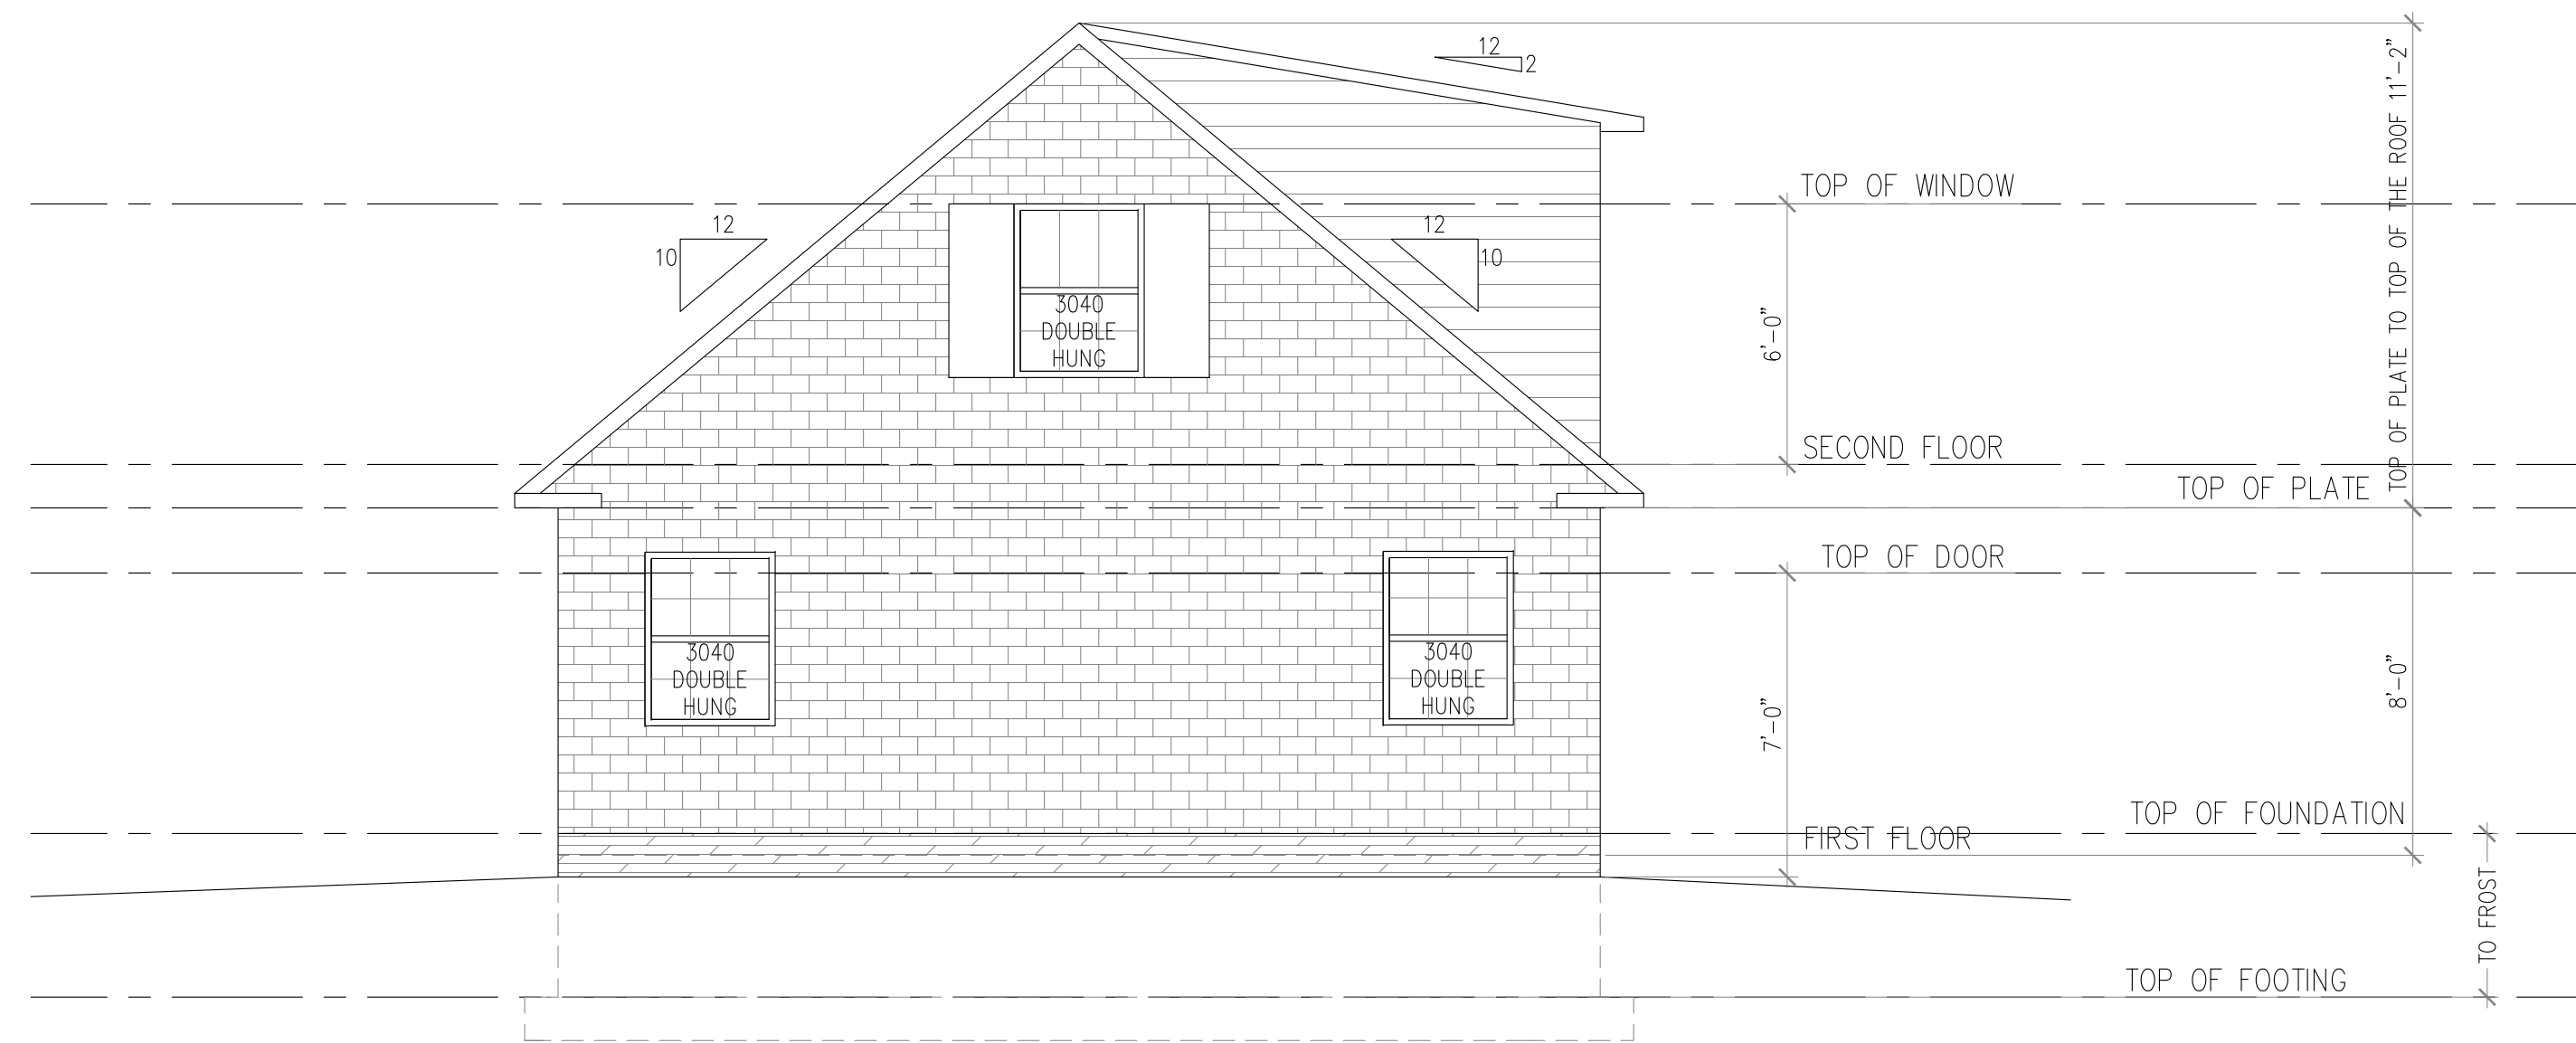 12
2
TOP OF PLATE TO TOP OF THE ROOF 11'-2"
TOP OF WINDOW
12
10
12
10
3040
DOUBLE
HUNG
6'-0"
SECOND FLOOR
TOP OF PLATE
TOP OF DOOR
3040
DOUBLE
HUNG
3040
DOUBLE
HUNG
7'-0"
8'-0"
TOP OF FOUNDATION
FIRST FLOOR
TO FROST
TOP OF FOOTING